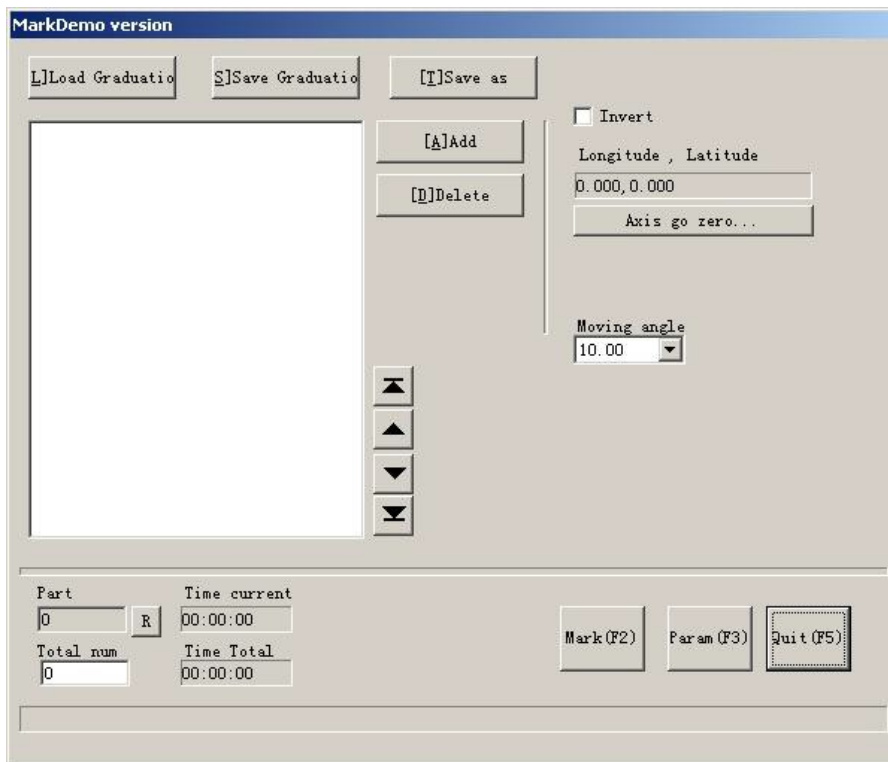 MarkDemo version
L]Load Graduatio
S]Save Graduatio
[T]Save as
[A]Add
[D]Delete
Invert
Longitude , Latitude
0.000,0.000
Axis go zero...
Moving angle
10.00
Part
0
R
Time current
00:00:00
Total num
0
Time Total
00:00:00
Mark(F2)
Param(F3)
Quit(F5)